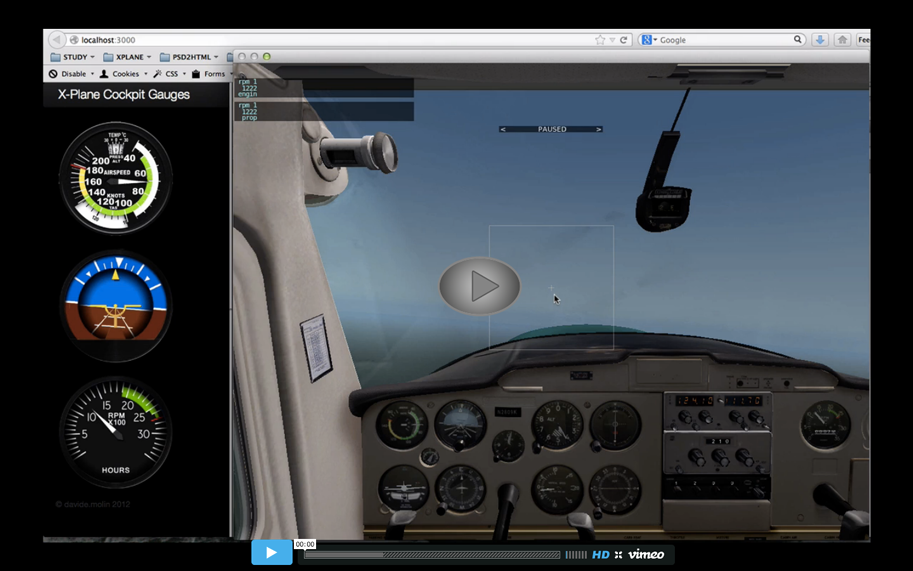 localhost:3000
Google
Fee
STUDY
XPLANE
PSD2HTML
Disable
Cookies
CSS
Forms
X-Plane Cockpit Gauges
rpm 1
1222
engin
rpm 1
1222
prop
< PAUSED >
TEMP °C
PRESS
ALT
200 40
180 AIRSPEED 60
160 80
140 KNOTS
120 100
TAS
15 20
10 25
RPM
X100
5 30
HOURS
© davide.molin 2012
00:00
HD vimeo